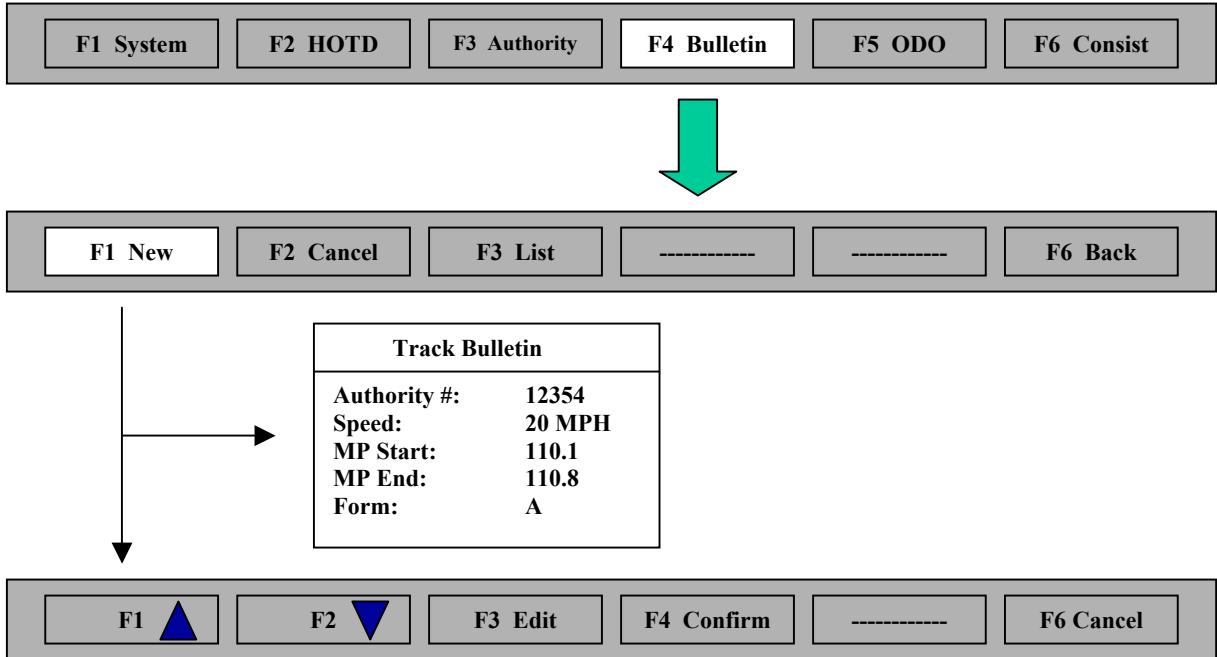 F1 System F2 HOTD F3 Authority F4 Bulletin F5 ODO F6 Consist
F1 New F2 Cancel F3 List ------------ ------------ F6 Back
Track Bulletin
Authority #: 12354
Speed: 20 MPH
MP Start: 110.1
MP End: 110.8
Form: A
F1 F2 F3 Edit F4 Confirm ------------ F6 Cancel